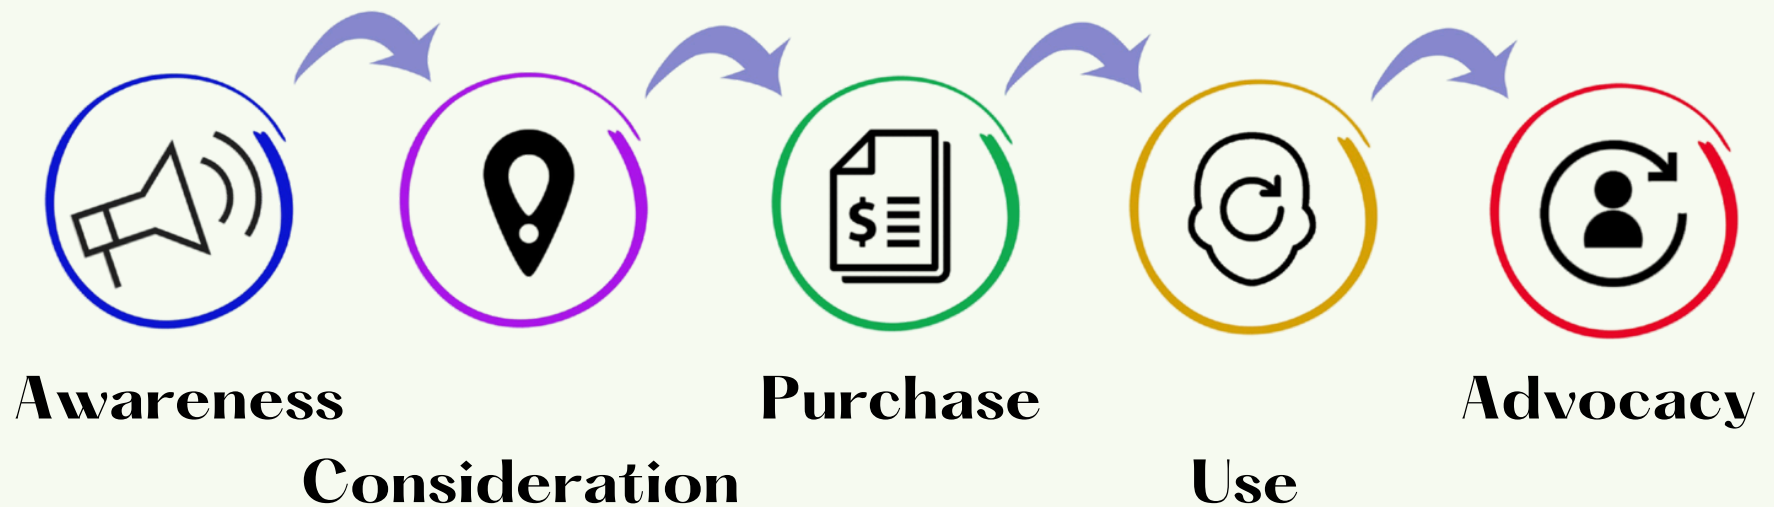 $
Awareness
Consideration
Purchase
Use
Advocacy